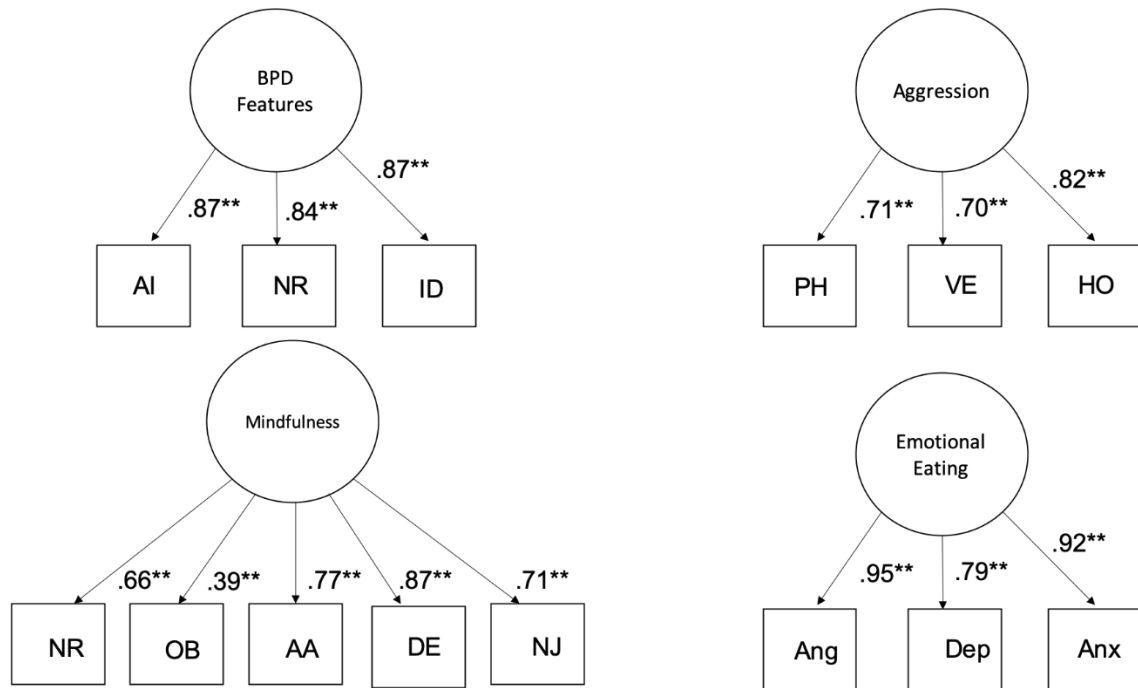 BPD
Features
.87**
.84**
.87**
AI
NR
ID
Aggression
.71**
.70**
.82**
PH
VE
HO
Mindfulness
.66**
.39**
.77**
.87**
.71**
NR
OB
AA
DE
NJ
Emotional
Eating
.95**
.79**
.92**
Ang
Dep
Anx